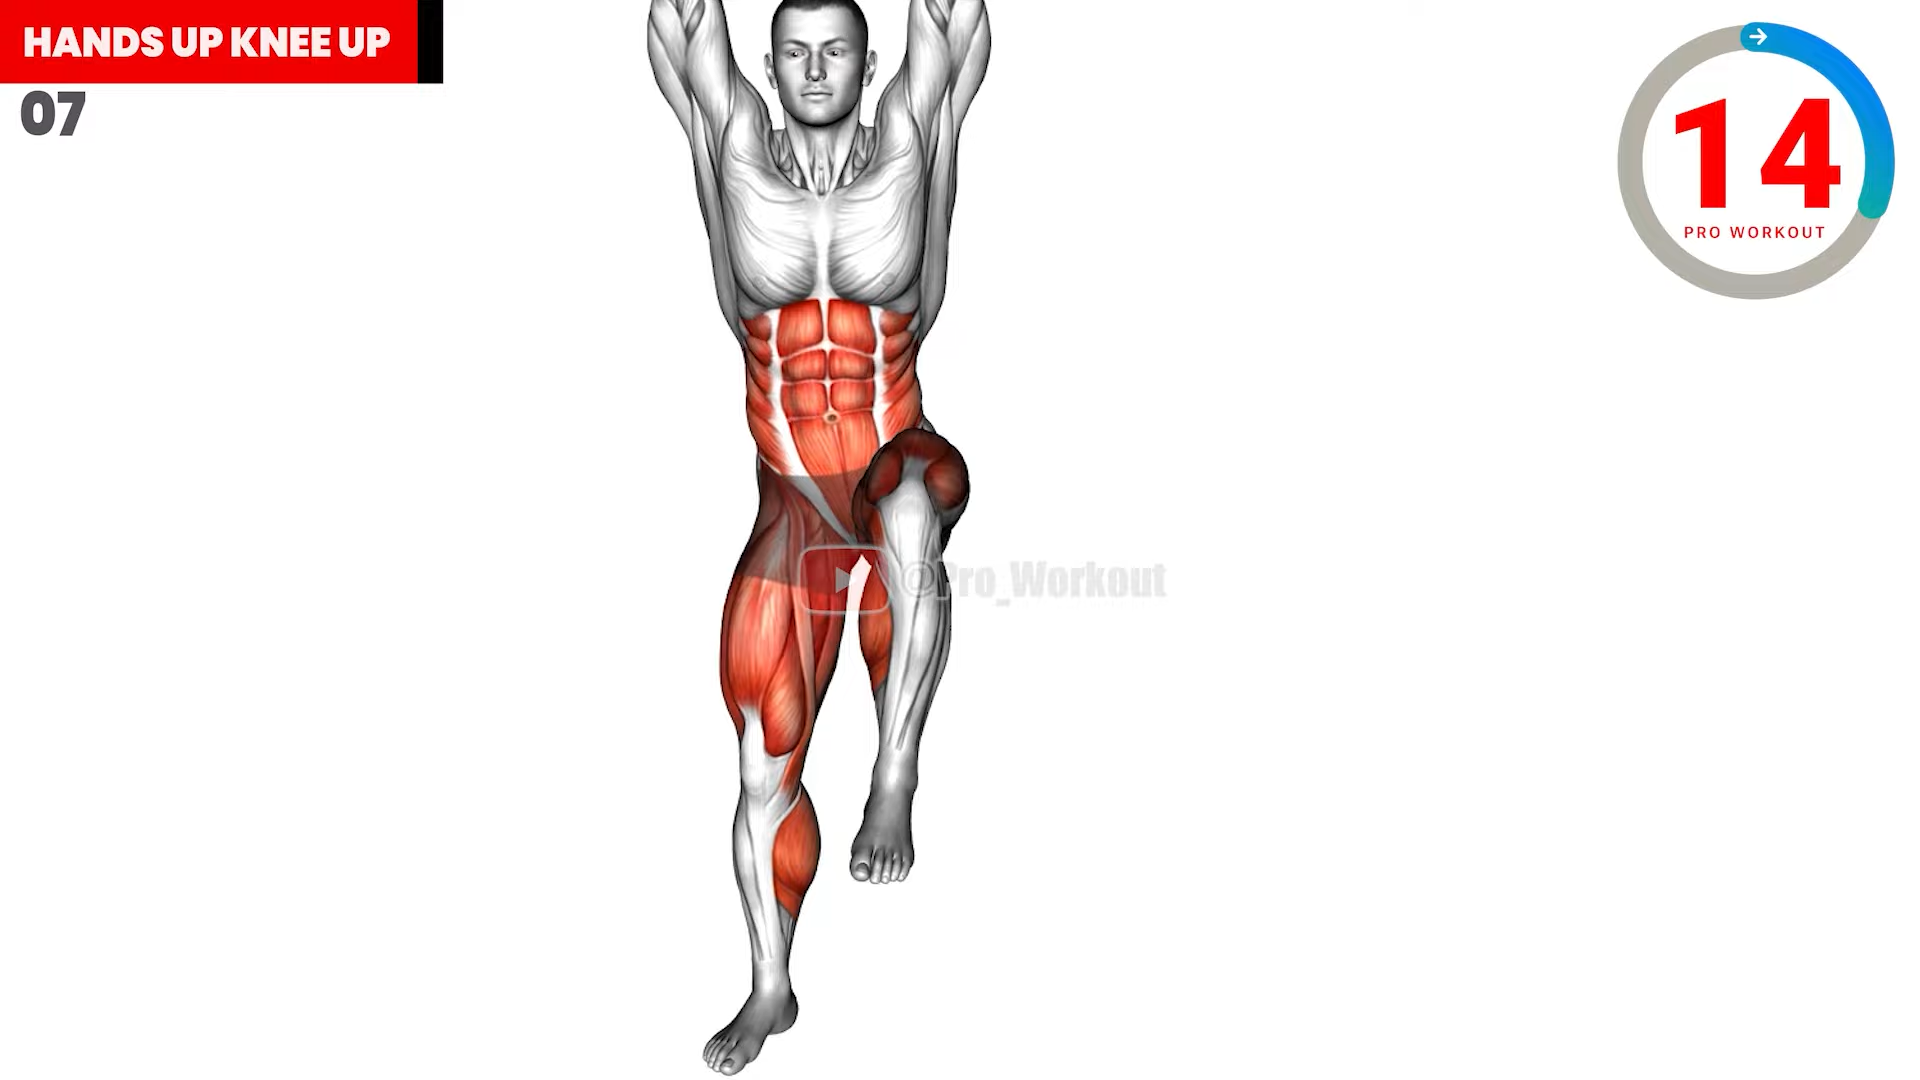 HANDS UP KNEE UP
07
14
PRO WORKOUT
@Pro_Workout